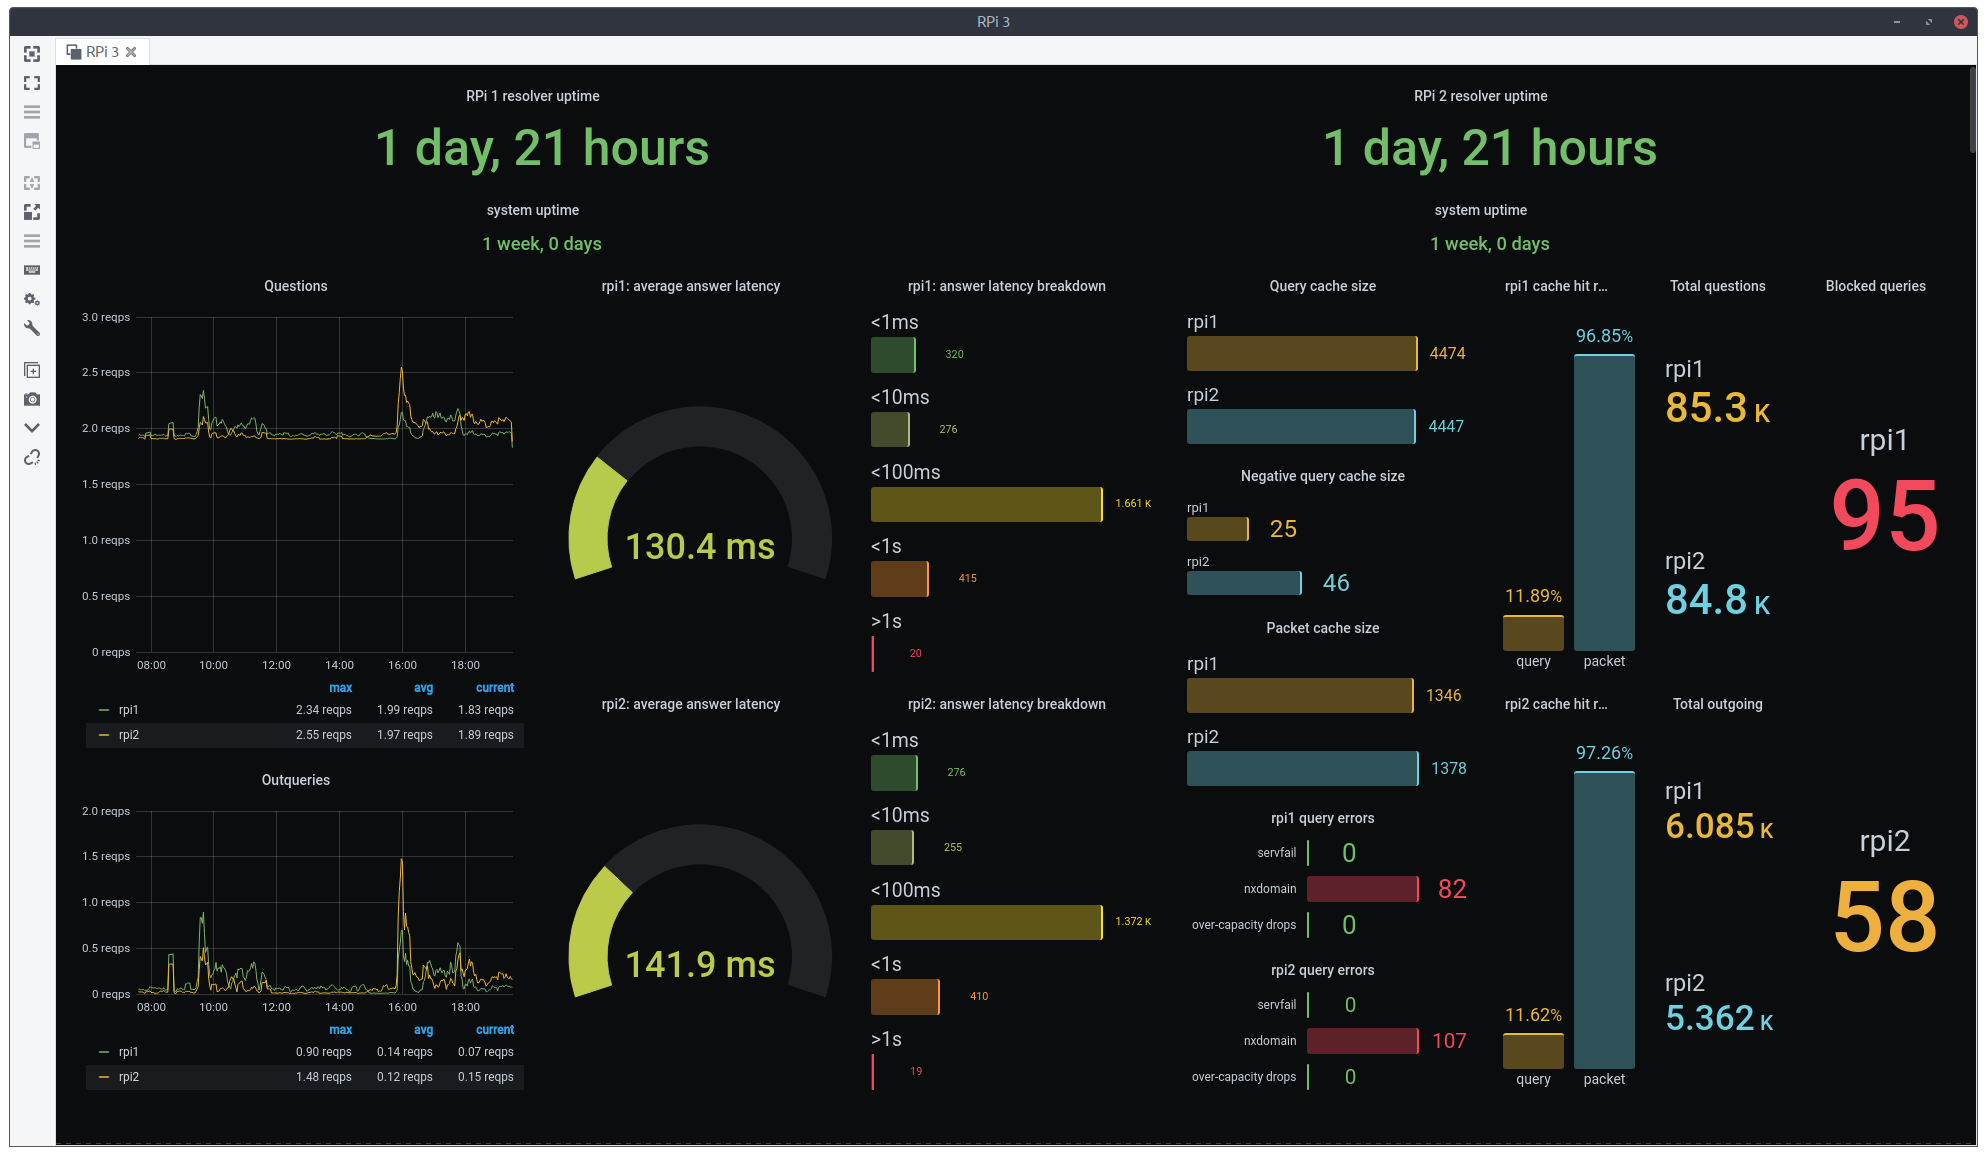 RPi 3
RPi 3
RPi 1 resolver uptime
1 day, 21 hours
system uptime
1 week, 0 days
RPi 2 resolver uptime
1 day, 21 hours
system uptime
1 week, 0 days
Questions
3.0 reqps
2.5 reqps
2.0 reqps
1.5 reqps
1.0 reqps
0.5 reqps
0 reqps
08:00 10:00 12:00 14:00 16:00 18:00
max avg current
rpi1 2.34 reqps 1.99 reqps 1.83 reqps
rpi2 2.55 reqps 1.97 reqps 1.89 reqps
Outqueries
2.0 reqps
1.5 reqps
1.0 reqps
0.5 reqps
0 reqps
08:00 10:00 12:00 14:00 16:00 18:00
max avg current
rpi1 0.90 reqps 0.14 reqps 0.07 reqps
rpi2 1.48 reqps 0.12 reqps 0.15 reqps
rpi1: average answer latency
130.4 ms
rpi2: average answer latency
141.9 ms
rpi1: answer latency breakdown
<1ms
320
<10ms
276
<100ms
1.661 K
<1s
415
>1s
20
rpi2: answer latency breakdown
<1ms
276
<10ms
255
<100ms
1.372 K
<1s
410
>1s
19
Query cache size
rpi1
4474
rpi2
4447
Negative query cache size
rpi1
25
rpi2
46
Packet cache size
rpi1
1346
rpi2
1378
rpi1 query errors
servfail 0
nxdomain 82
over-capacity drops 0
rpi2 query errors
servfail 0
nxdomain 107
over-capacity drops 0
rpi1 cache hit r...
96.85%
11.89%
query packet
rpi2 cache hit r...
97.26%
11.62%
query packet
Total questions
rpi1
85.3 K
rpi2
84.8 K
Total outgoing
rpi1
6.085 K
rpi2
5.362 K
Blocked queries
rpi1
95
rpi2
58